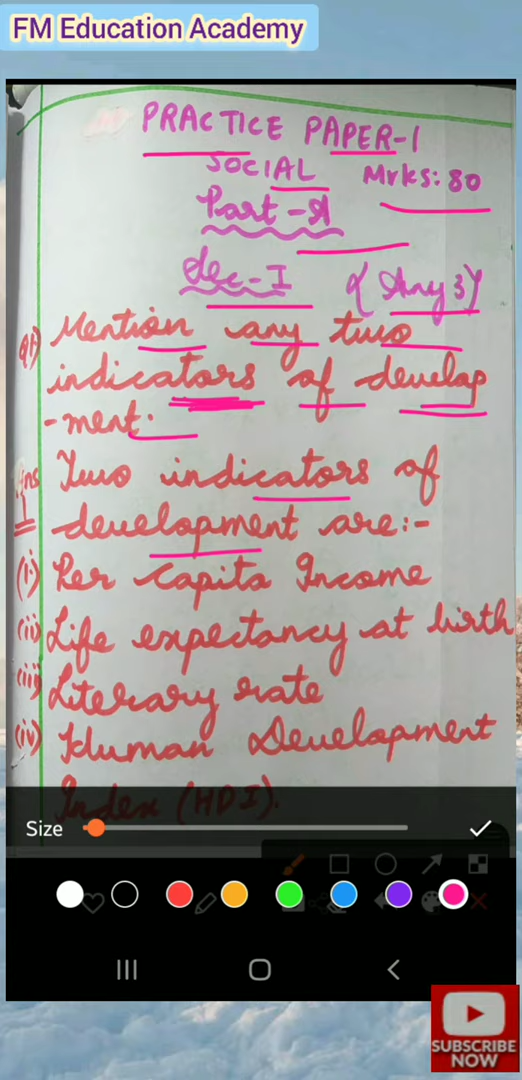 FM Education Academy
PRACTICE PAPER-1
SOCIAL Mrks: 80
Part-A
Sec-I (Any 3)
Q1) Mention any two
indicators of develop
-ment.
Ans Two indicators of
development are:-
(i) Per Capita Income
(ii) Life expectancy at birth
(iii) Literary rate
(iv) Human Development
Index (HDI).
Size
SUBSCRIBE
NOW